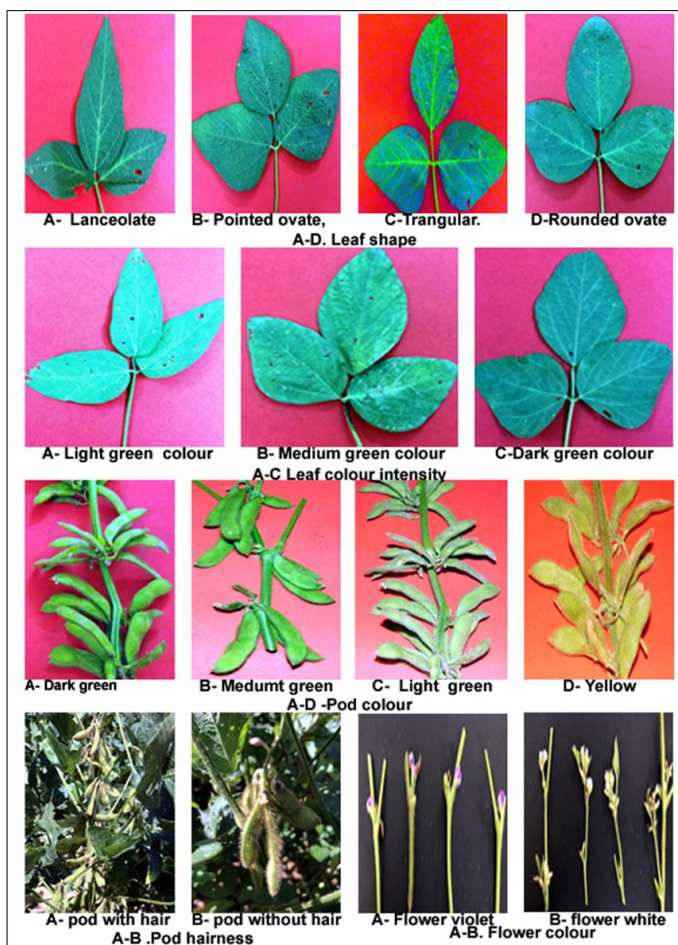 A- Lanceolate B- Pointed ovate, C-Trangular. D-Rounded ovate
A-D. Leaf shape
A- Light green colour B- Medium green colour C-Dark green colour
A-C Leaf colour intensity
A- Dark green B- Medumt green C- Light green D- Yellow
A-D -Pod colour
A- pod with hair B- pod without hair A- Flower violet B- flower white
A-B .Pod hairness A-B. Flower colour